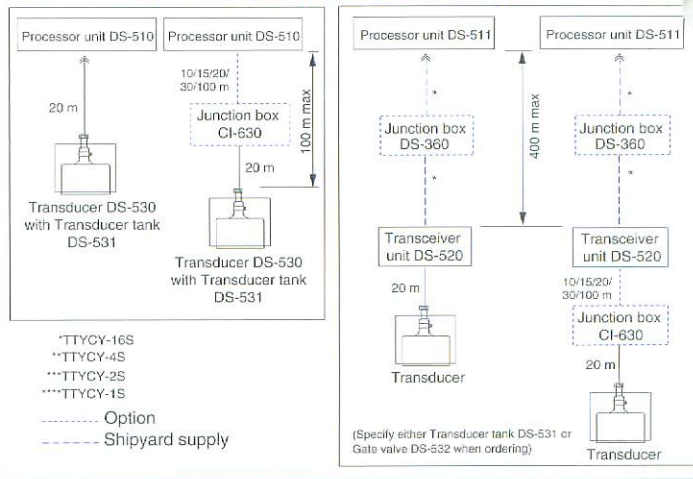 Processor unit DS-510
20 m
Transducer DS-530
with Transducer tank
DS-531
Processor unit DS-510
10/15/20/
30/100 m
Junction box
CI-630
20 m
100 m max
Transducer DS-530
with Transducer tank
DS-531
*TTYCY-16S
**TTYCY-4S
***TTYCY-2S
****TTYCY-1S
Option
Shipyard supply
Processor unit DS-511
*
Junction box
DS-360
*
Transceiver
unit DS-520
20 m
Transducer
400 m max
Processor unit DS-511
*
Junction box
DS-360
*
Transceiver
unit DS-520
10/15/20/
30/100 m
Junction box
CI-630
20 m
Transducer
(Specify either Transducer tank DS-531 or
Gate valve DS-532 when ordering)